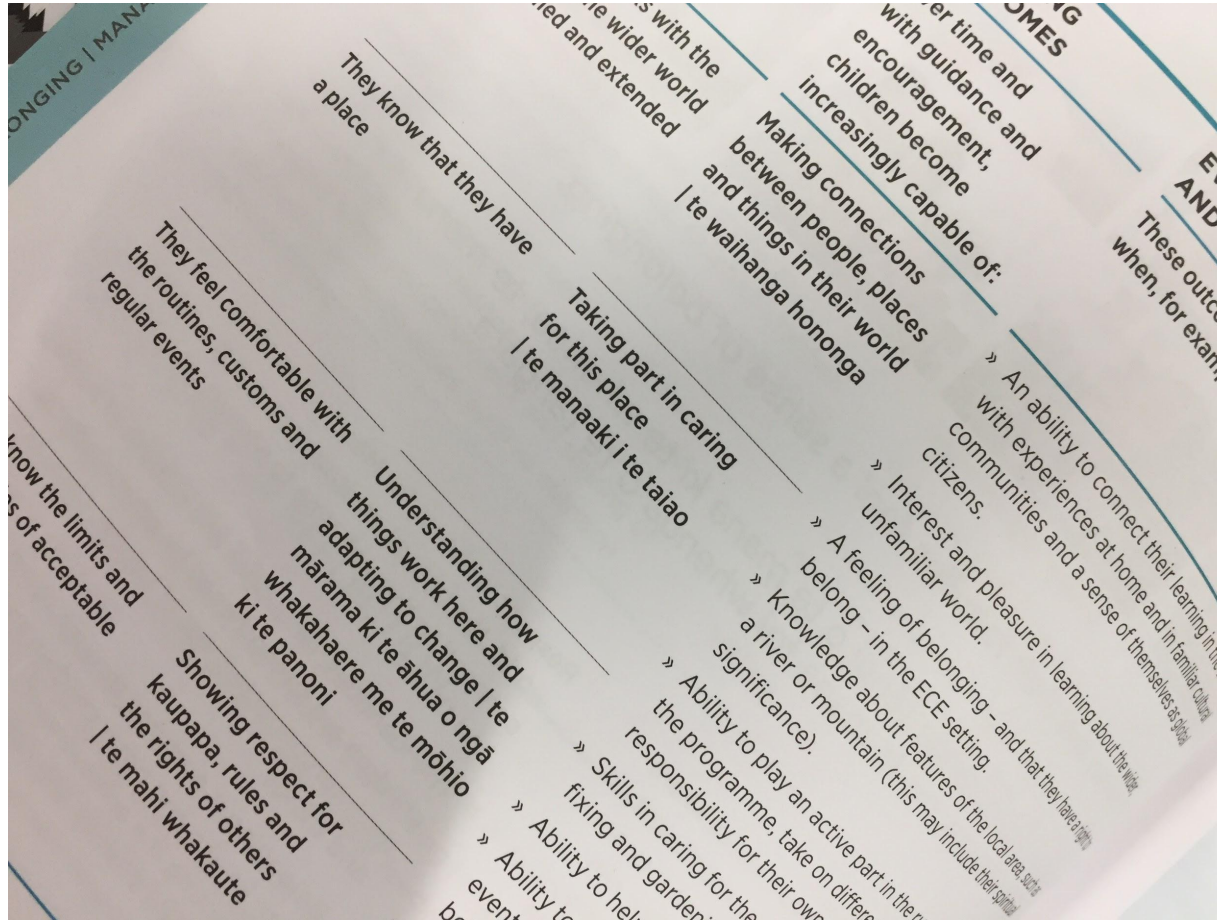 ONGING | MANA
s with the
wider world
and extended
They know that they have
a place
They feel comfortable with
the routines, customs and
regular events
know the limits and
of acceptable
OMES
time and
with guidance and
encouragement,
children become
increasingly capable of:
Making connections
between people, places
and things in their world
| te waihanga hononga
Taking part in caring
for this place
| te manaaki i te taiao
Understanding how
things work here and
adapting to change | te
mārama ki te āhua o ngā
whakahaere me te mōhio
ki te panoni
Showing respect for
kaupapa, rules and
the rights of others
| te mahi whakaute
AND
These outco
when, for exam
» An ability to connect their learning in the
with experiences at home and in familiar cultural
communities and a sense of themselves as global
citizens.
» Interest and pleasure in learning about the wider,
unfamiliar world.
» A feeling of belonging – and that they have a right to
belong – in the ECE setting.
» Knowledge about features of the local area, such as
a river or mountain (this may include their spiritual
significance).
» Ability to play an active part in the
the programme, take on differe
responsibility for their own
» Skills in caring for the
fixing and gardeni
» Ability to hel
» Ability to
event